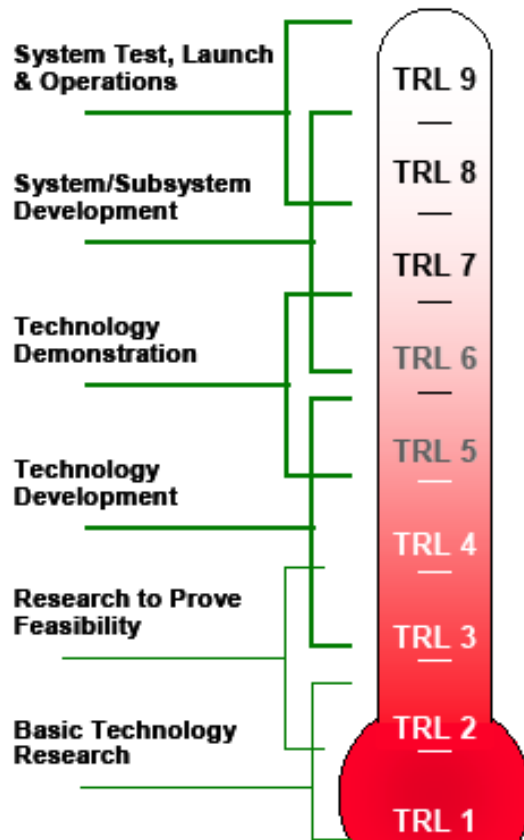 System Test, Launch
& Operations
System/Subsystem
Development
Technology
Demonstration
Technology
Development
Research to Prove
Feasibility
Basic Technology
Research
TRL 9
TRL 8
TRL 7
TRL 6
TRL 5
TRL 4
TRL 3
TRL 2
TRL 1